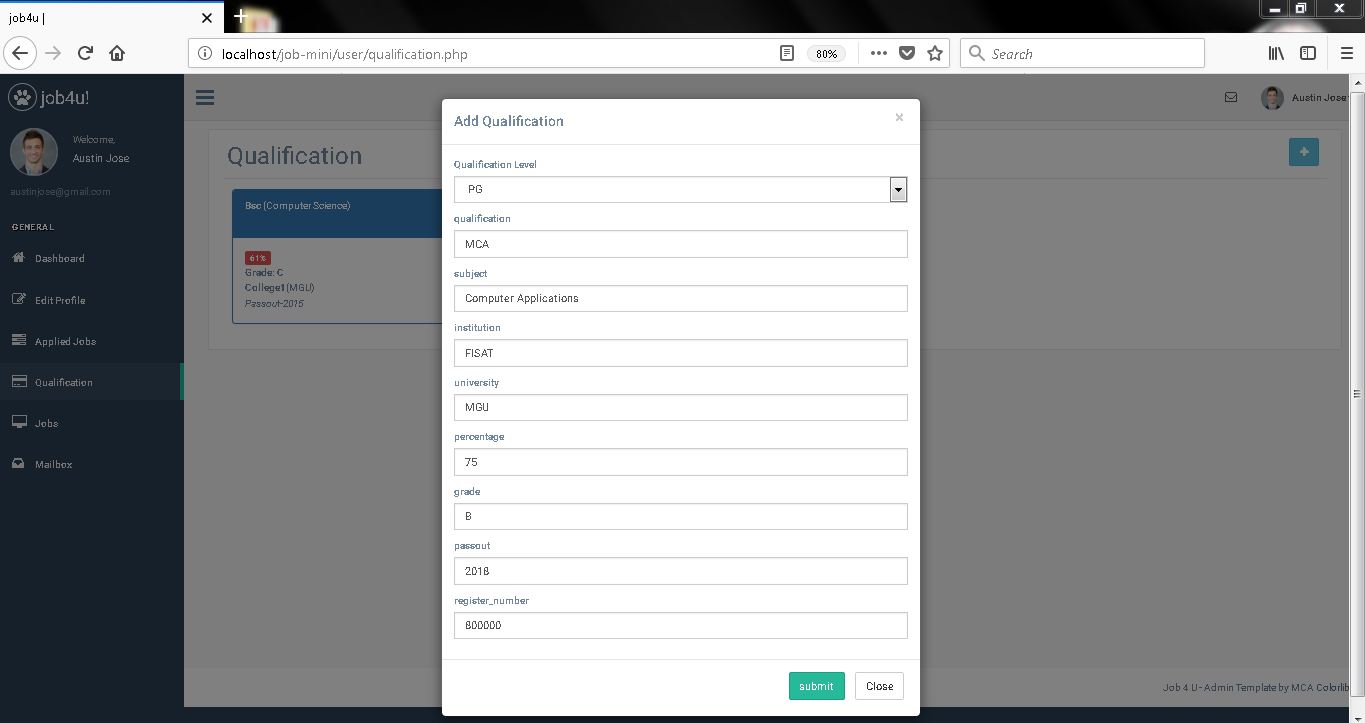 job4u |
localhost/job-mini/user/qualification.php
80%
Search
job4u!
Welcome,
Austin Jose
austinjose@gmail.com
GENERAL
Dashboard
Edit Profile
Applied Jobs
Qualification
Jobs
Mailbox
Austin Jose
Qualification
Bsc (Computer Science)
61%
Grade: C
College1(MGU)
Passout-2015
Add Qualification
×
Qualification Level
PG
qualification
MCA
subject
Computer Applications
institution
FISAT
university
MGU
percentage
75
grade
B
passout
2018
register_number
800000
submit
Close
Job 4 U - Admin Template by MCA Colorlib